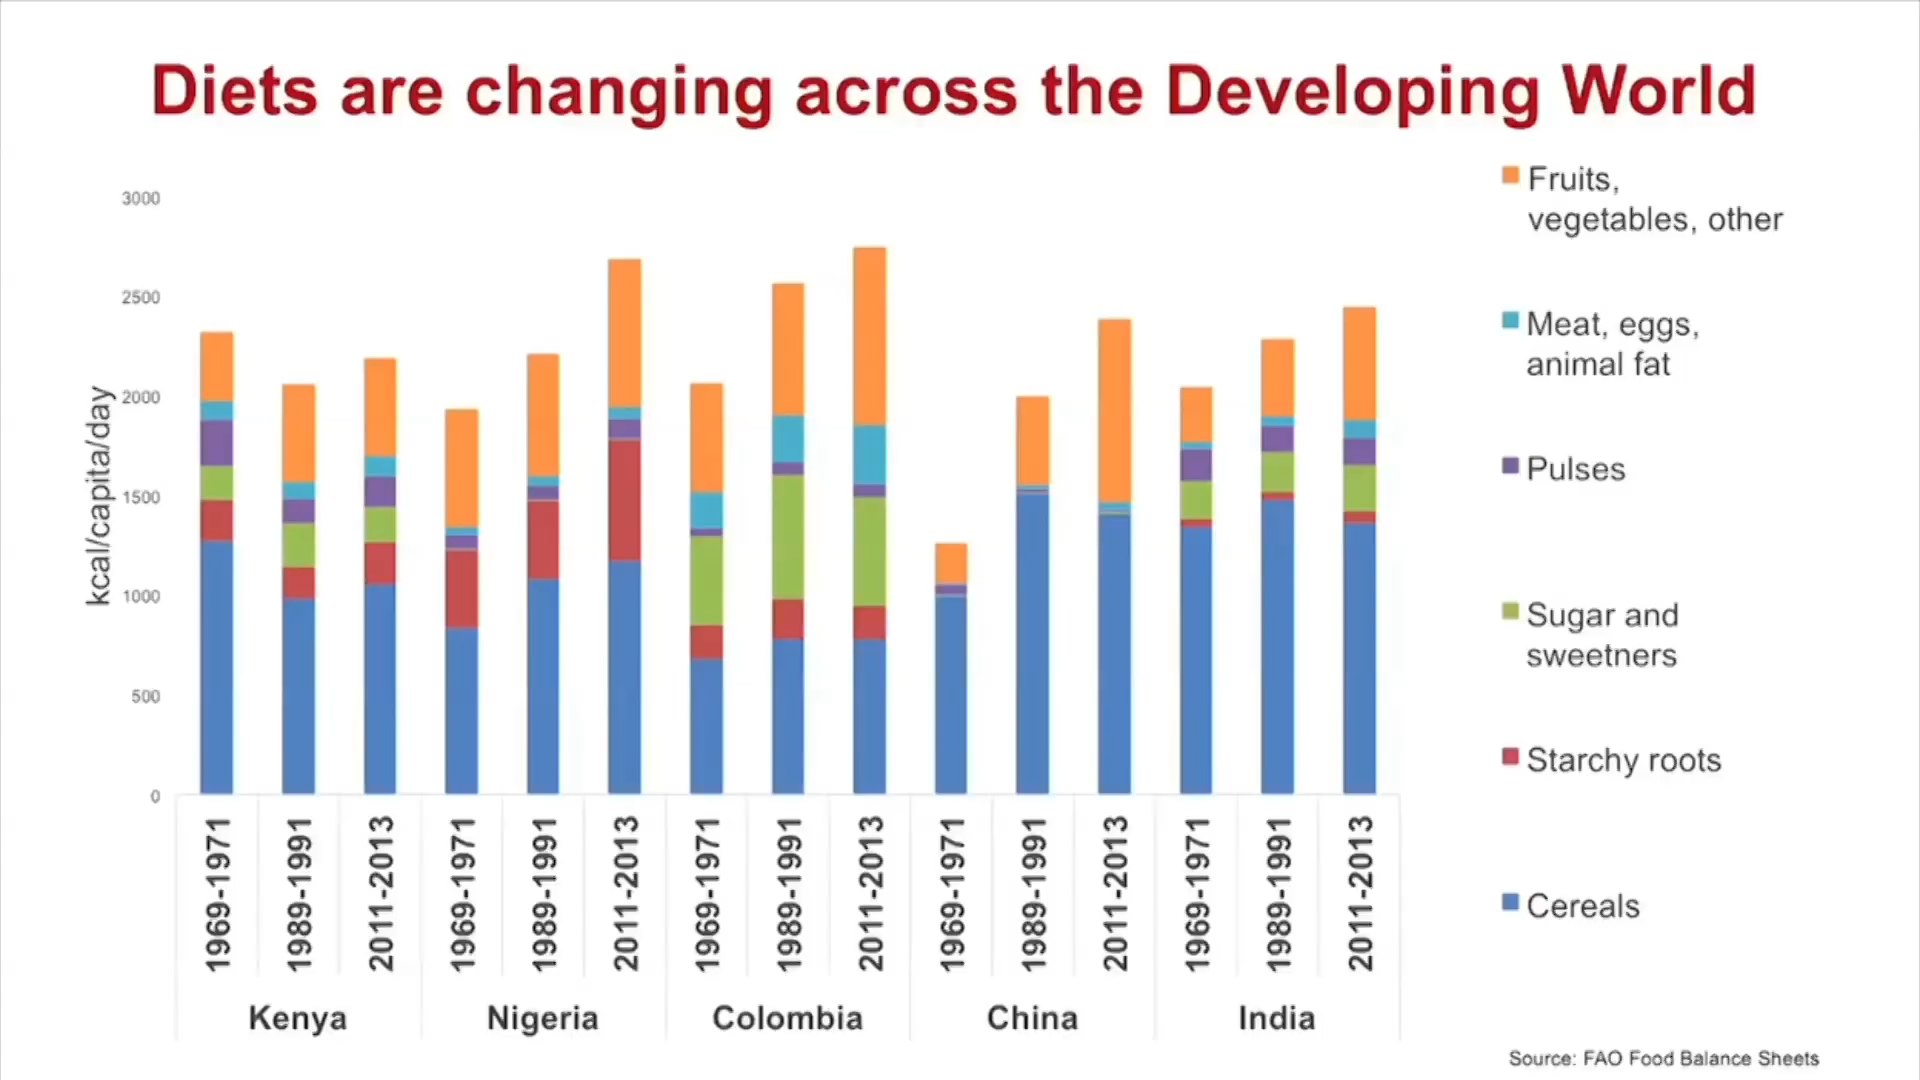 Diets are changing across the Developing World
3000
2500
2000
1500
1000
500
0
kcal/capita/day
1969-1971
1989-1991
2011-2013
1969-1971
1989-1991
2011-2013
1969-1971
1989-1991
2011-2013
1969-1971
1989-1991
2011-2013
1969-1971
1989-1991
2011-2013
Kenya
Nigeria
Colombia
China
India
Fruits,
vegetables, other
Meat, eggs,
animal fat
Pulses
Sugar and
sweetners
Starchy roots
Cereals
Source: FAO Food Balance Sheets